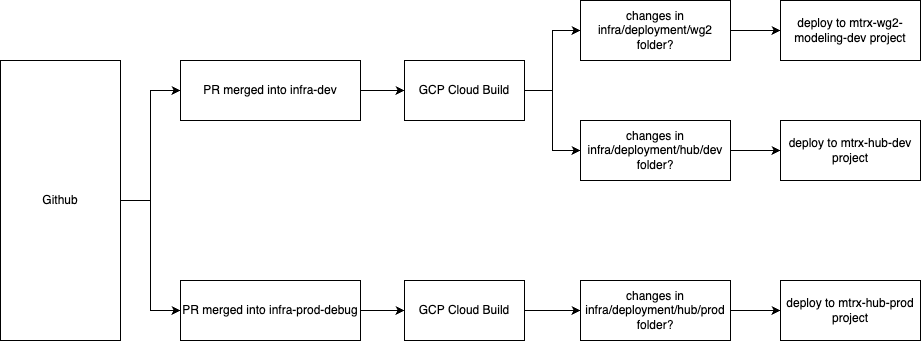 Github
PR merged into infra-dev
GCP Cloud Build
changes in
infra/deployment/wg2
folder?
deploy to mtrx-wg2-
modeling-dev project
changes in
infra/deployment/hub/dev
folder?
deploy to mtrx-hub-dev
project
PR merged into infra-prod-debug
GCP Cloud Build
changes in
infra/deployment/hub/prod
folder?
deploy to mtrx-hub-prod
project